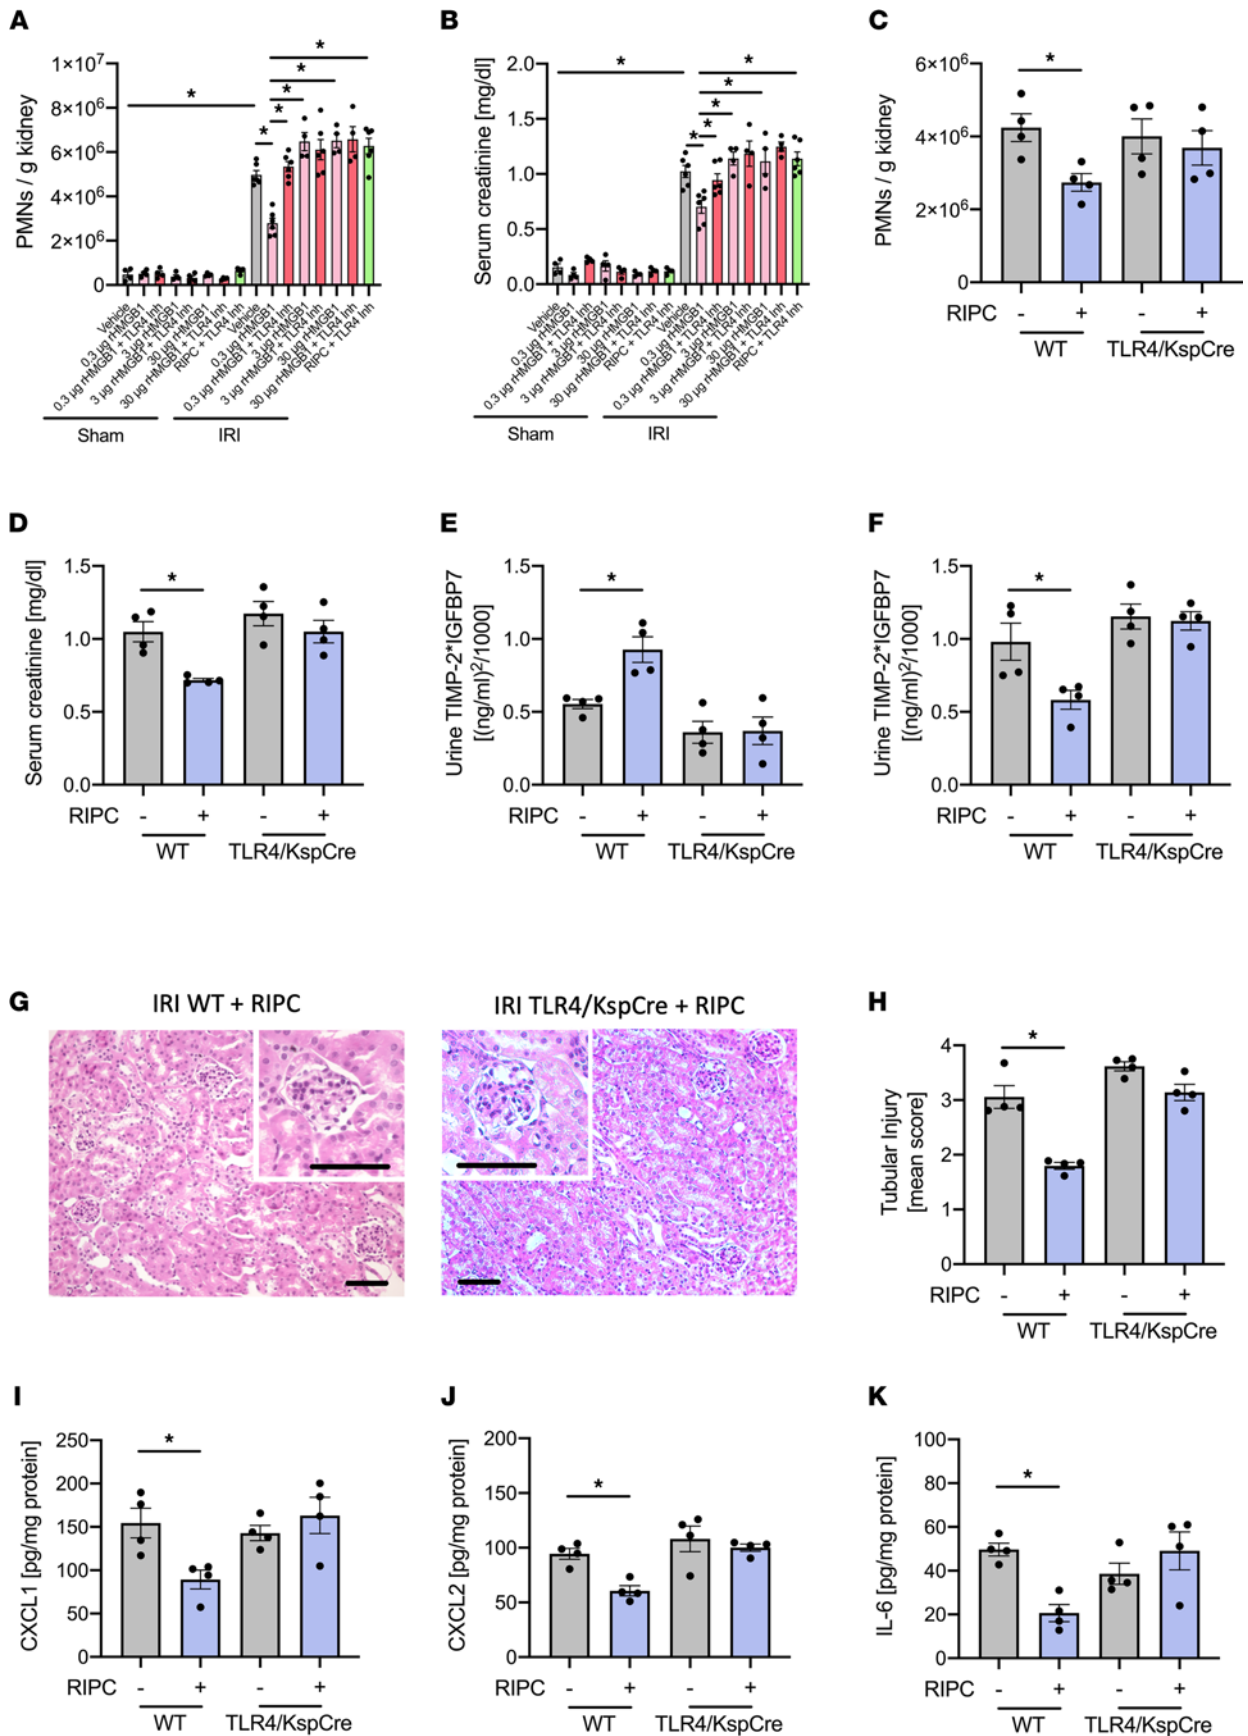 A
PMNs / g kidney
1×10⁷
8×10⁶
6×10⁶
4×10⁶
2×10⁶
0
*
*
*
*
*
*
Vehicle
0.3 µg rHMGB1
0.3 µg rHMGB1 + TLR4 Inh
3 µg rHMGB1
3 µg rHMGB1 + TLR4 Inh
30 µg rHMGB1
30 µg rHMGB1 + TLR4 Inh
RIPC + TLR4 Inh
Vehicle
0.3 µg rHMGB1
0.3 µg rHMGB1 + TLR4 Inh
3 µg rHMGB1
3 µg rHMGB1 + TLR4 Inh
30 µg rHMGB1
30 µg rHMGB1 + TLR4 Inh
RIPC + TLR4 Inh
Sham
IRI
B
Serum creatinine [mg/dl]
2.0
1.5
1.0
0.5
0.0
*
*
*
*
*
*
Vehicle
0.3 µg rHMGB1
0.3 µg rHMGB1 + TLR4 Inh
3 µg rHMGB1
3 µg rHMGB1 + TLR4 Inh
30 µg rHMGB1
30 µg rHMGB1 + TLR4 Inh
RIPC + TLR4 Inh
Vehicle
0.3 µg rHMGB1
0.3 µg rHMGB1 + TLR4 Inh
3 µg rHMGB1
3 µg rHMGB1 + TLR4 Inh
30 µg rHMGB1
30 µg rHMGB1 + TLR4 Inh
RIPC + TLR4 Inh
Sham
IRI
C
PMNs / g kidney
6×10⁶
4×10⁶
2×10⁶
0
*
RIPC - + - +
WT TLR4/KspCre
D
Serum creatinine [mg/dl]
1.5
1.0
0.5
0.0
*
RIPC - + - +
WT TLR4/KspCre
E
Urine TIMP-2*IGFBP7
[(ng/ml)²/1000]
1.5
1.0
0.5
0.0
*
RIPC - + - +
WT TLR4/KspCre
F
Urine TIMP-2*IGFBP7
[(ng/ml)²/1000]
1.5
1.0
0.5
0.0
*
RIPC - + - +
WT TLR4/KspCre
G
IRI WT + RIPC
IRI TLR4/KspCre + RIPC
H
Tubular Injury
[mean score]
4
3
2
1
0
*
RIPC - + - +
WT TLR4/KspCre
I
CXCL1 [pg/mg protein]
250
200
150
100
50
0
*
RIPC - + - +
WT TLR4/KspCre
J
CXCL2 [pg/mg protein]
200
150
100
50
0
*
RIPC - + - +
WT TLR4/KspCre
K
IL-6 [pg/mg protein]
100
80
60
40
20
0
*
RIPC - + - +
WT TLR4/KspCre